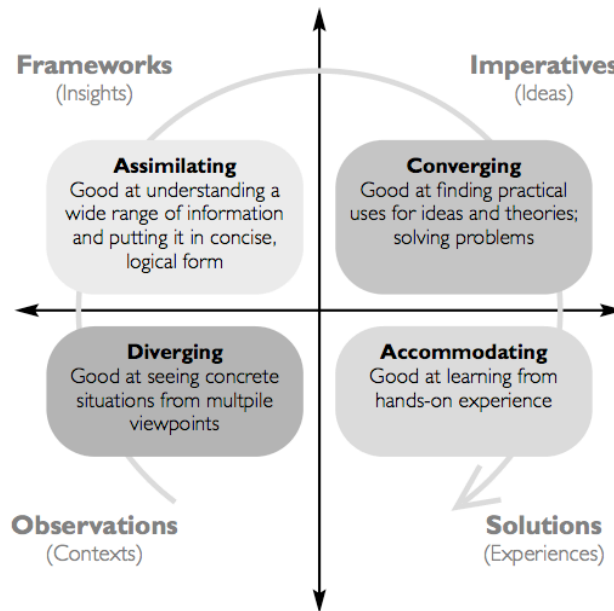 Frameworks
(Insights)
Imperatives
(Ideas)
Assimilating
Good at understanding a
wide range of information
and putting it in concise,
logical form
Converging
Good at finding practical
uses for ideas and theories;
solving problems
Diverging
Good at seeing concrete
situations from multpile
viewpoints
Accommodating
Good at learning from
hands-on experience
Observations
(Contexts)
Solutions
(Experiences)